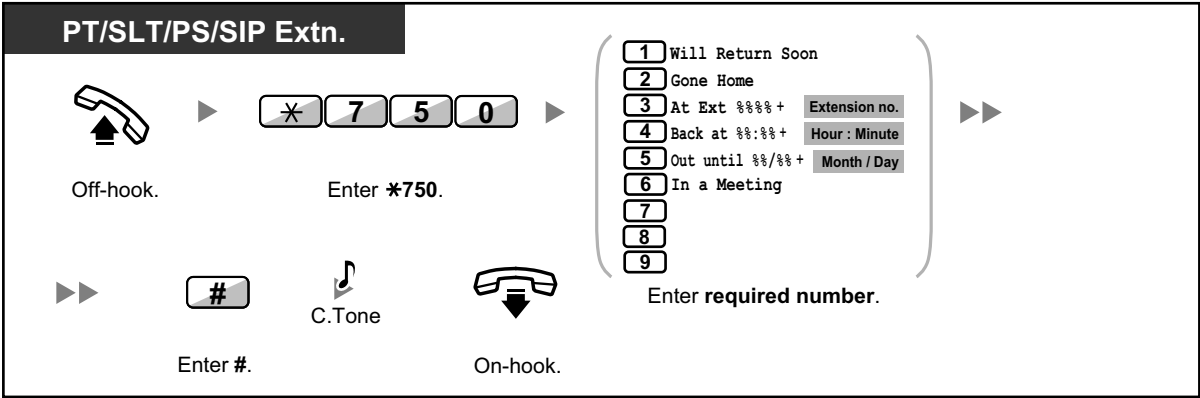 PT/SLT/PS/SIP Extn.
* 7 5 0
1 Will Return Soon
2 Gone Home
3 At Ext %%%% + Extension no.
4 Back at %%:%% + Hour : Minute
5 Out until %%/%% + Month / Day
6 In a Meeting
7
8
9
Off-hook.
Enter *750.
Enter required number.
#
C.Tone
Enter #.
On-hook.